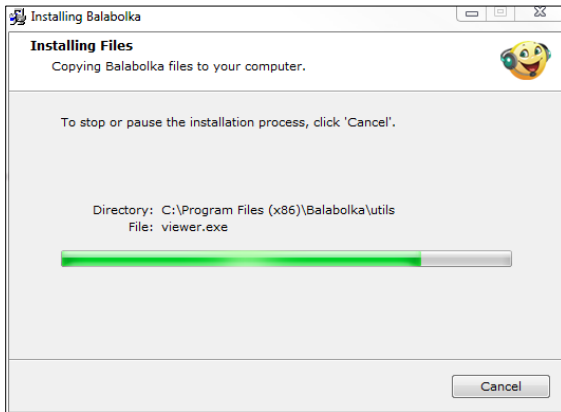 Installing Balabolka
Installing Files
Copying Balabolka files to your computer.
To stop or pause the installation process, click 'Cancel'.
Directory: C:\Program Files (x86)\Balabolka\utils
File: viewer.exe
Cancel